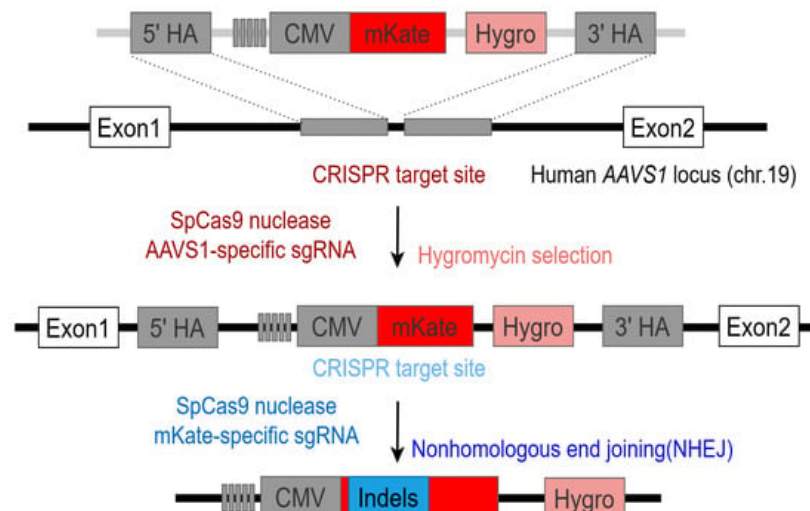 5' HA CMV mKate Hygro 3' HA
Exon1 Exon2
CRISPR target site Human AAVS1 locus (chr.19)
SpCas9 nuclease
AAVS1-specific sgRNA Hygromycin selection
Exon1 5' HA CMV mKate Hygro 3' HA Exon2
CRISPR target site
SpCas9 nuclease
mKate-specific sgRNA Nonhomologous end joining(NHEJ)
CMV Indels Hygro